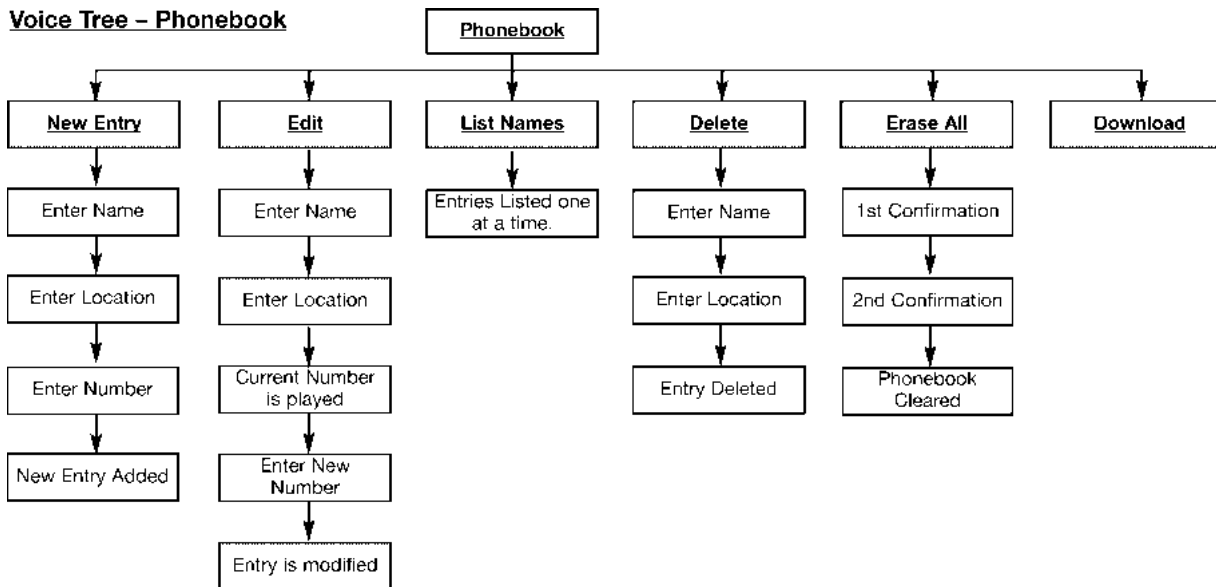 Voice Tree – Phonebook
Phonebook
New Entry
Edit
List Names
Delete
Erase All
Download
Enter Name
Enter Name
Entries Listed one
at a time.
Enter Name
1st Confirmation
Enter Location
Enter Location
Enter Location
2nd Confirmation
Enter Number
Current Number
is played
Entry Deleted
Phonebook
Cleared
New Entry Added
Enter New
Number
Entry is modified